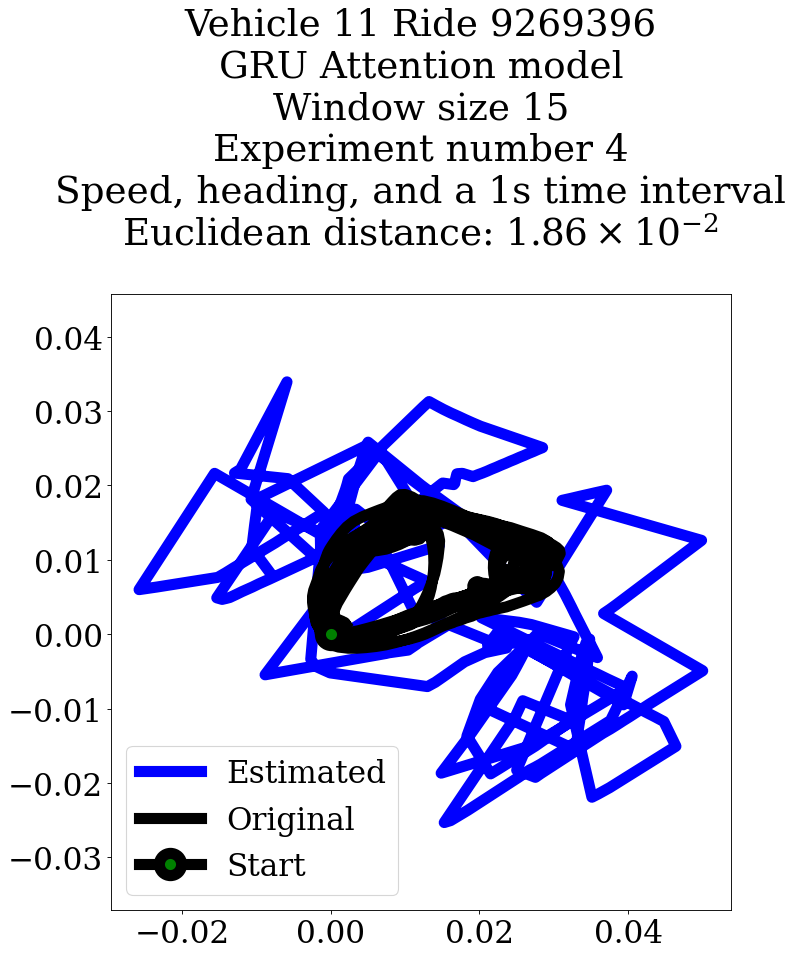 Vehicle 11 Ride 9269396
GRU Attention model
Window size 15
Experiment number 4
Speed, heading, and a 1s time interval
Euclidean distance: 1.86 × 10⁻²
0.04
0.03
0.02
0.01
0.00
−0.01
−0.02
−0.03
Estimated
Original
Start
−0.02 0.00 0.02 0.04